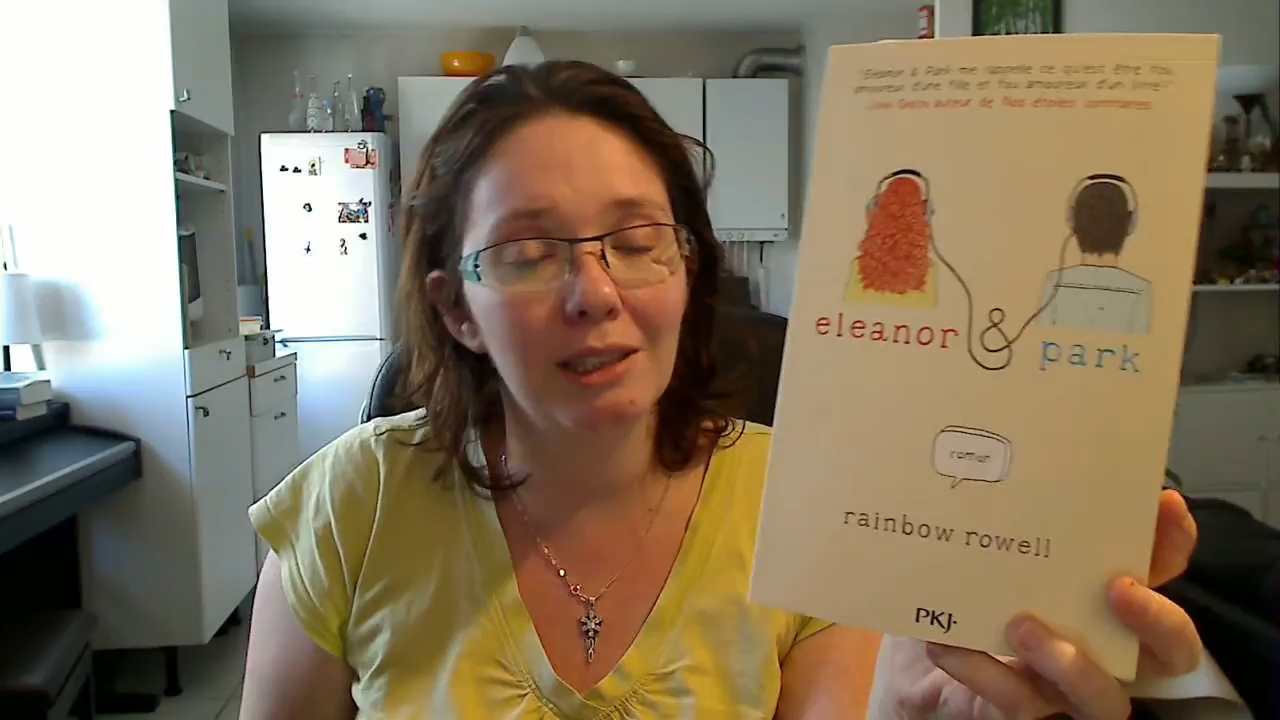 "Eleanor & Park me rappelle ce qu'est être fou
amoureux d'une fille et fou amoureux d'un livre."
John Green auteur de Nos étoiles contraires
eleanor & park
roman
rainbow rowell
PKJ·